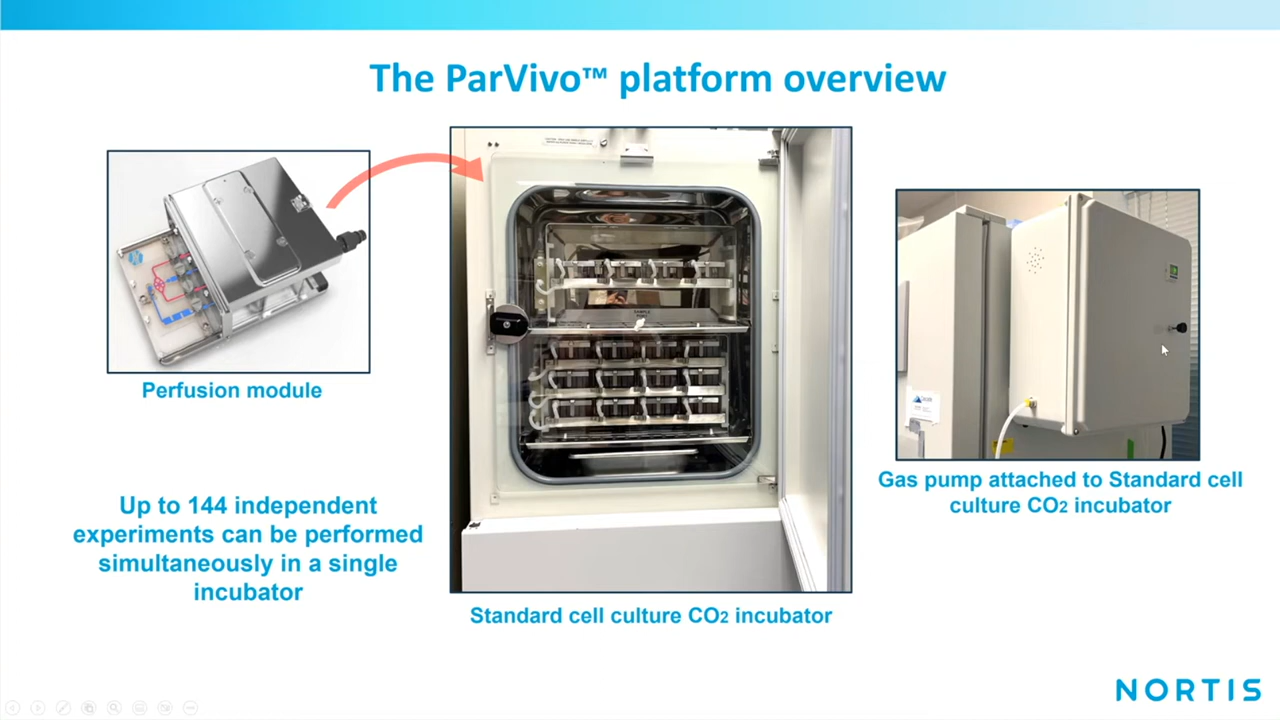 The ParVivo™ platform overview
Perfusion module
Up to 144 independent
experiments can be performed
simultaneously in a single
incubator
SAMPLE
Standard cell culture CO2 incubator
Gas pump attached to Standard cell
culture CO2 incubator
NORTIS